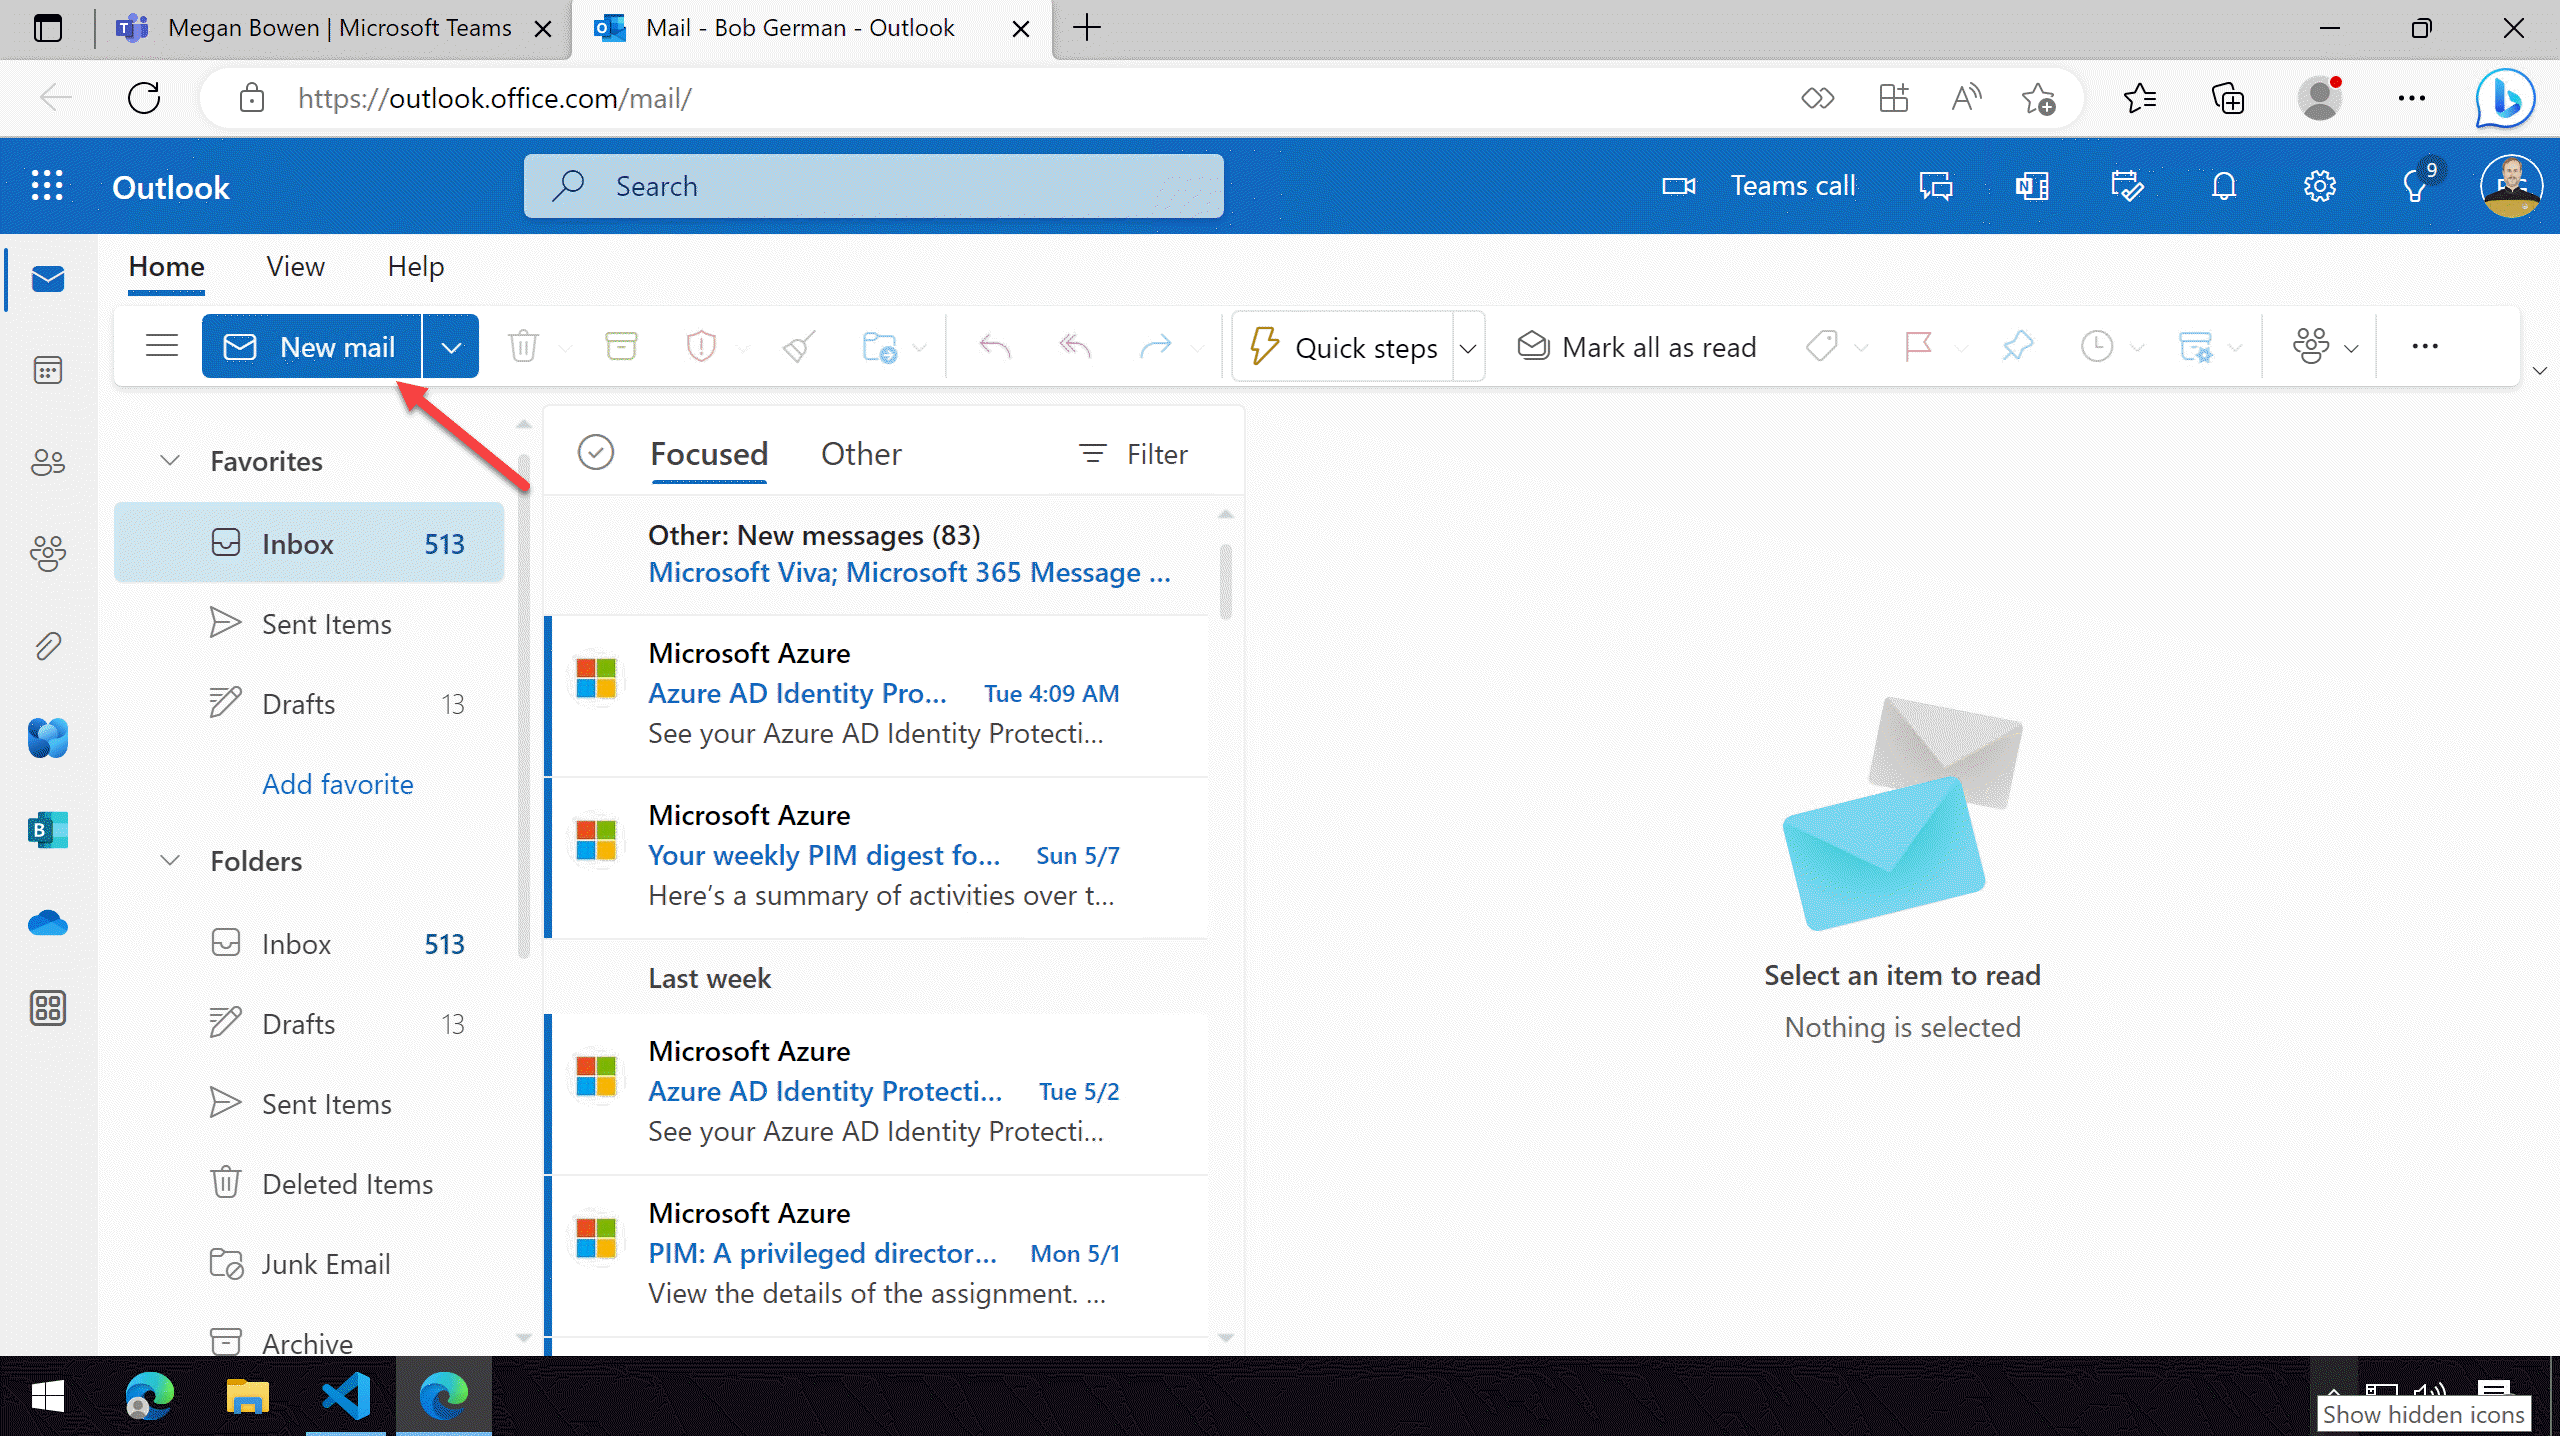 Megan Bowen | Microsoft Teams
Mail - Bob German - Outlook
https://outlook.office.com/mail/
Outlook
Search
Teams call
9
Home
View
Help
New mail
Quick steps
Mark all as read
Favorites
Inbox 513
Sent Items
Drafts 13
Add favorite
Folders
Inbox 513
Drafts 13
Sent Items
Deleted Items
Junk Email
Archive
Focused
Other
Filter
Other: New messages (83)
Microsoft Viva; Microsoft 365 Message ...
Microsoft Azure
Azure AD Identity Pro... Tue 4:09 AM
See your Azure AD Identity Protecti...
Microsoft Azure
Your weekly PIM digest fo... Sun 5/7
Here's a summary of activities over t...
Last week
Microsoft Azure
Azure AD Identity Protecti... Tue 5/2
See your Azure AD Identity Protecti...
Microsoft Azure
PIM: A privileged director... Mon 5/1
View the details of the assignment. ...
Select an item to read
Nothing is selected
Show hidden icons